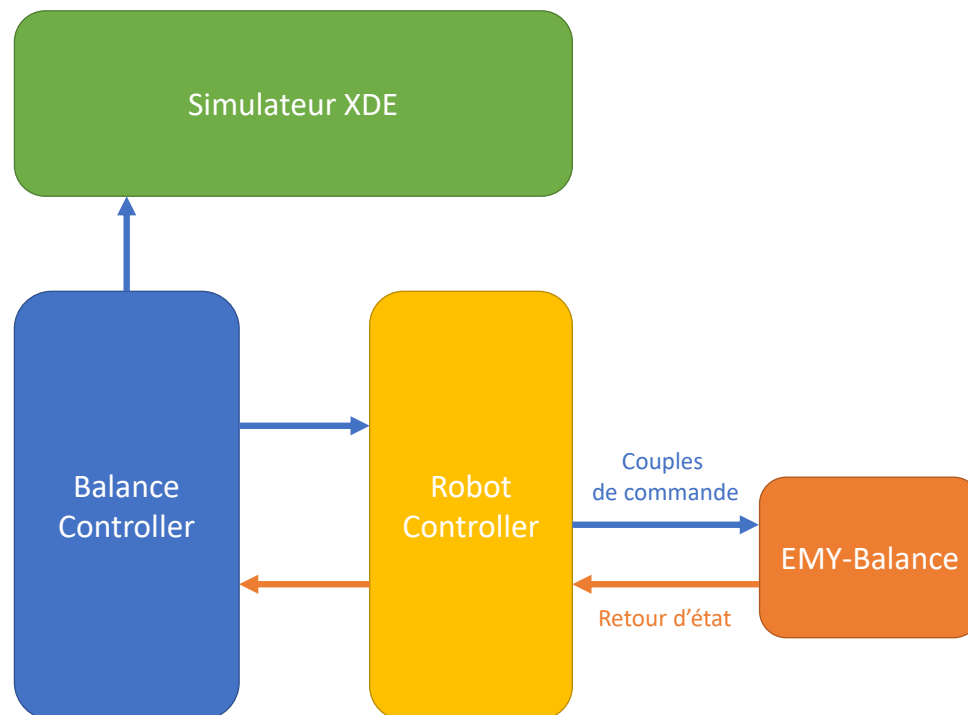 Simulateur XDE
Balance
Controller
Robot
Controller
Couples
de commande
EMY-Balance
Retour d’état